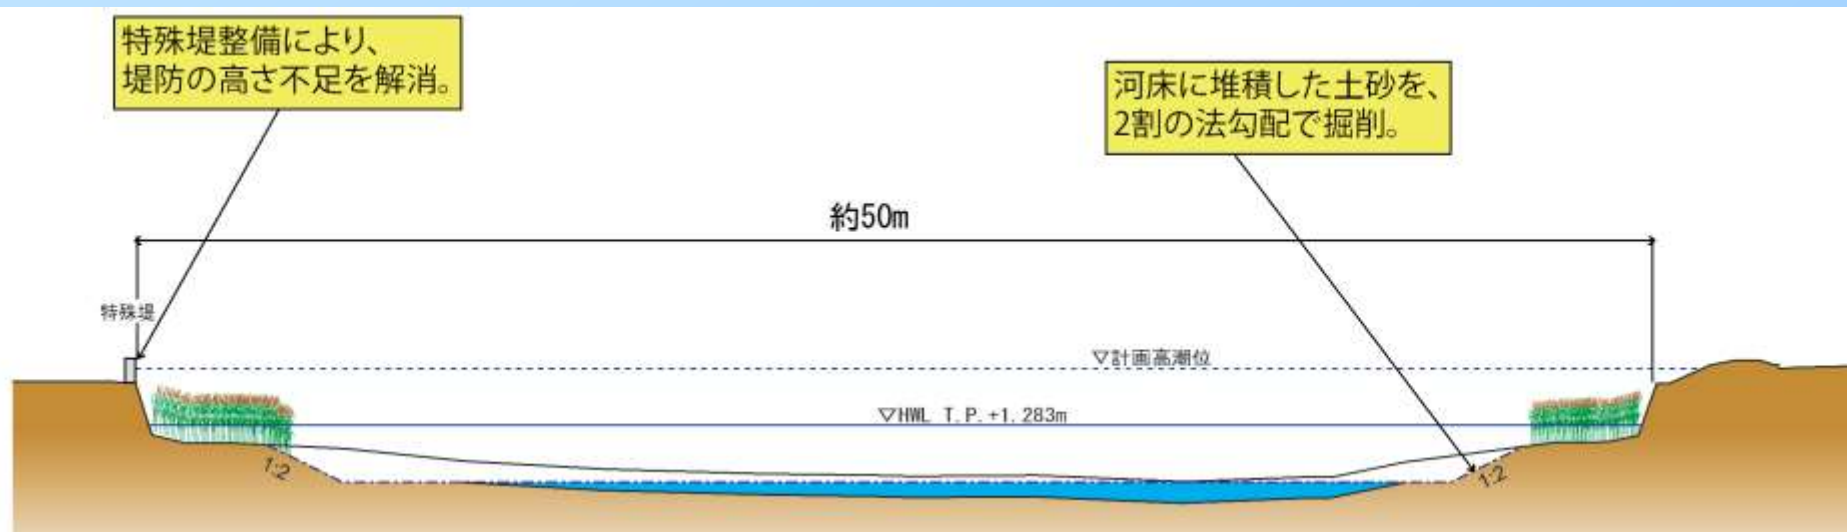 特殊堤整備により、
堤防の高さ不足を解消。
河床に堆積した土砂を、
2割の法勾配で掘削。
約50m
特殊堤
▽計画高潮位
▽HWL T.P.+1.283m
1:2
1:2